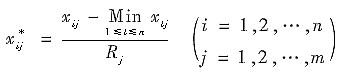 x*ij = (xij − Min 1≤i≤n xij) / Rj (i = 1,2,⋯,n
j = 1,2,⋯,m)